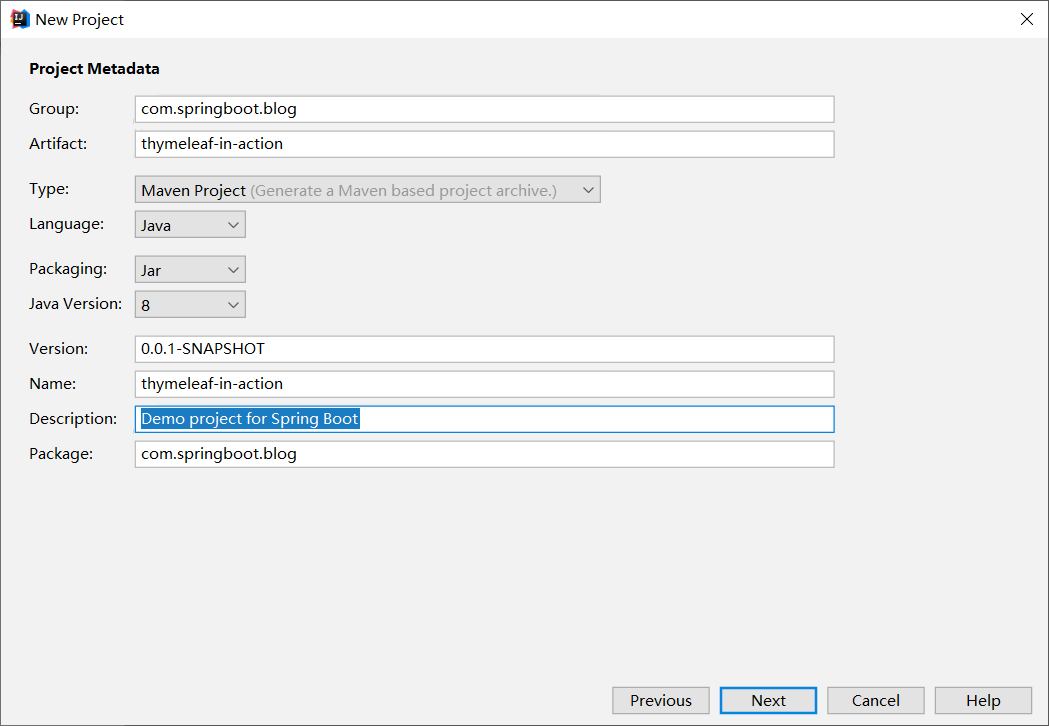 New Project
Project Metadata
Group: com.springboot.blog
Artifact: thymeleaf-in-action
Type: Maven Project (Generate a Maven based project archive.)
Language: Java
Packaging: Jar
Java Version: 8
Version: 0.0.1-SNAPSHOT
Name: thymeleaf-in-action
Description: Demo project for Spring Boot
Package: com.springboot.blog
Previous Next Cancel Help